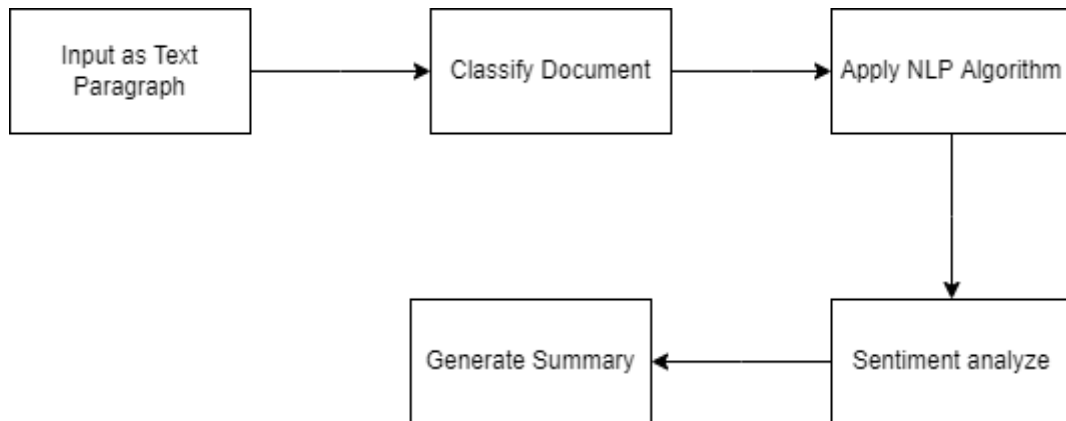 Input as Text
Paragraph
Classify Document
Apply NLP Algorithm
Generate Summary
Sentiment analyze